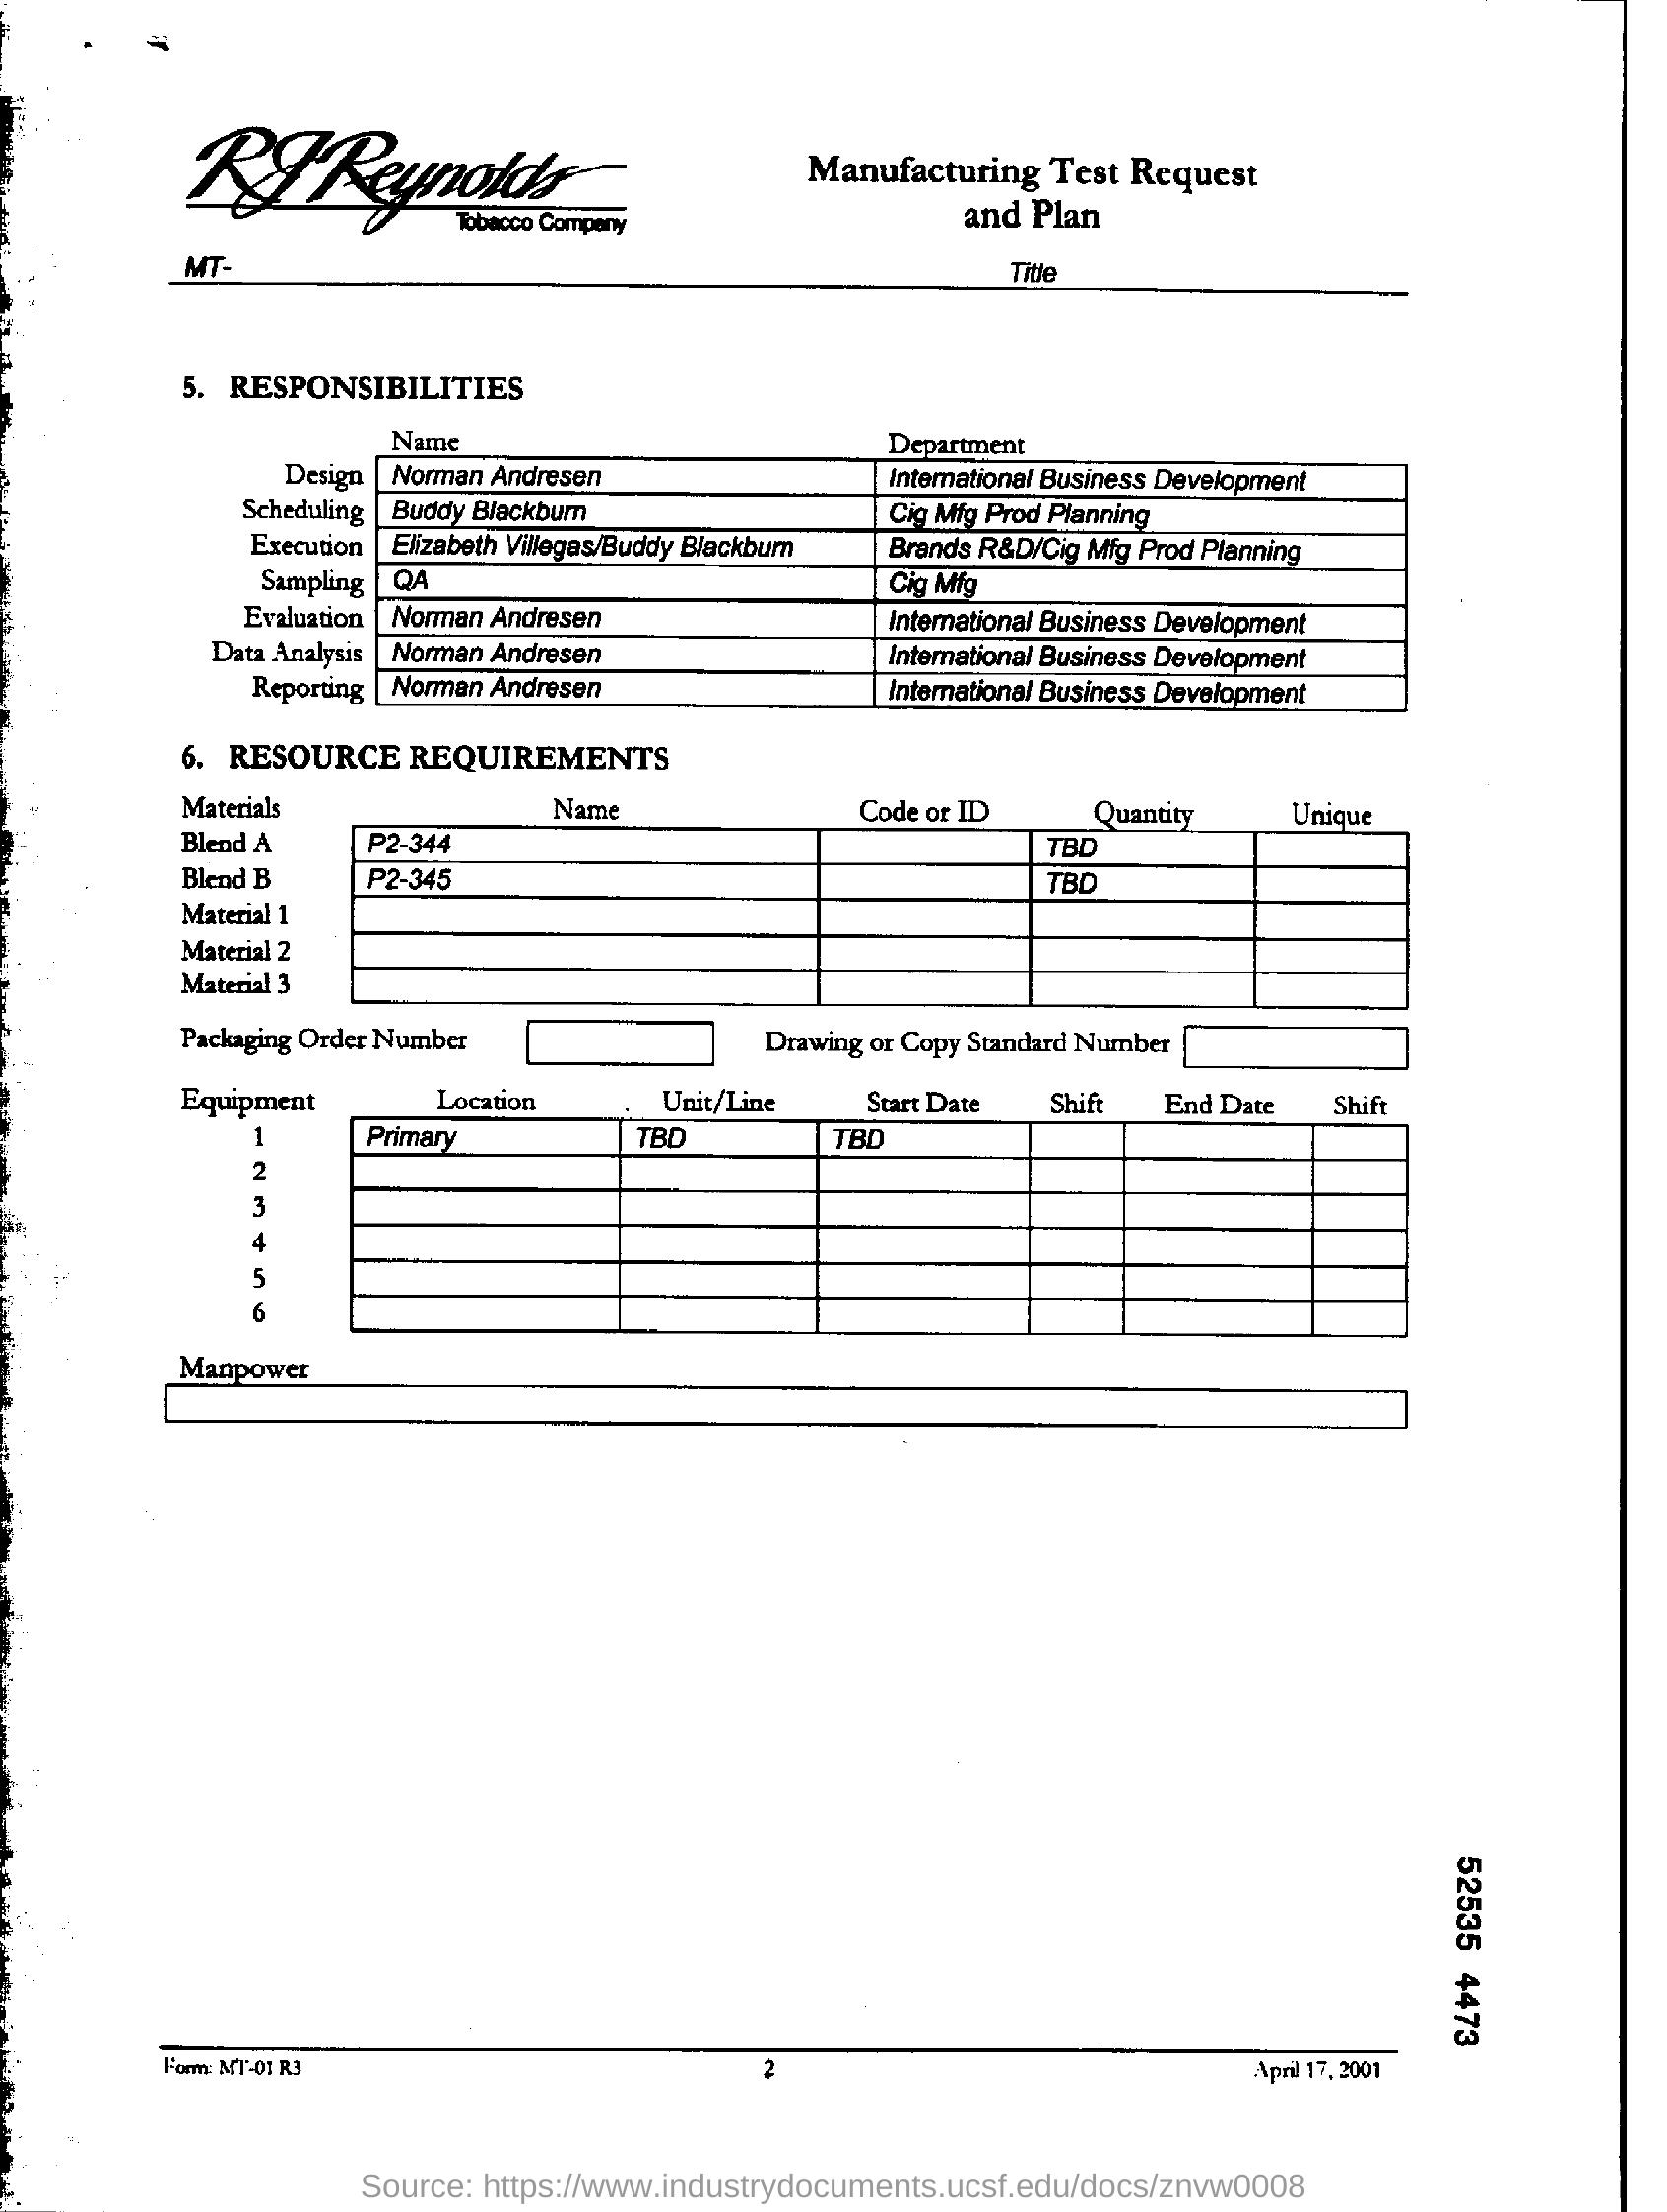 RJReynolds
Tobacco Company
Manufacturing Test Request
and Plan
MT- Title
5. RESPONSIBILITIES
Name Department
Design Norman Andresen International Business Development
Scheduling Buddy Blackburn Cig Mfg Prod Planning
Execution Elizabeth Villegas/Buddy Blackburn Brands R&D/Cig Mfg Prod Planning
Sampling QA Cig Mfg
Evaluation Norman Andresen International Business Development
Data Analysis Norman Andresen International Business Development
Reporting Norman Andresen International Business Development
6. RESOURCE REQUIREMENTS
Materials Name Code or ID Quantity Unique
Blend A P2-344 TBD
Blend B P2-345 TBD
Material 1
Material 2
Material 3
Packaging Order Number Drawing or Copy Standard Number
Equipment Location Unit/Line Start Date Shift End Date Shift
1 Primary TBD TBD
2
3
4
5
6
Manpower
52535 4473
Form: MT-01 R3 2 April 17, 2001
Source: https://www.industrydocuments.ucsf.edu/docs/znvw0008